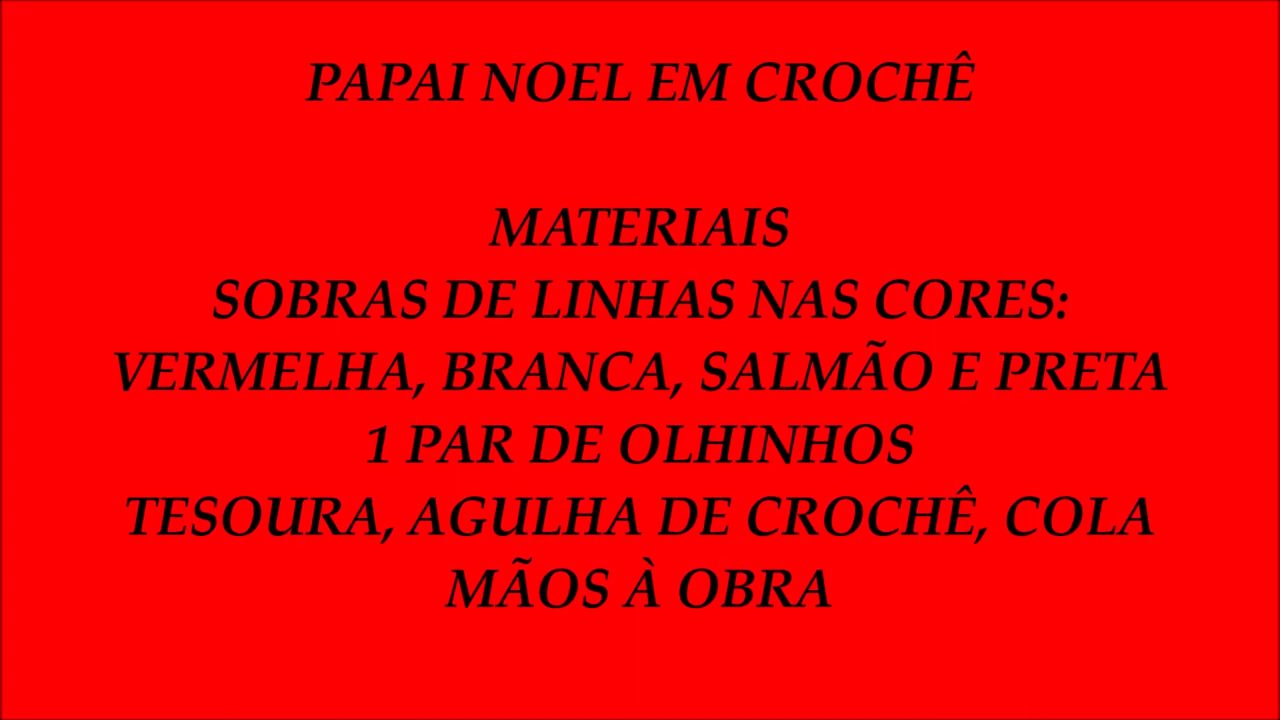 PAPAI NOEL EM CROCHÊ
MATERIAIS
SOBRAS DE LINHAS NAS CORES:
VERMELHA, BRANCA, SALMÃO E PRETA
1 PAR DE OLHINHOS
TESOURA, AGULHA DE CROCHÊ, COLA
MÃOS À OBRA